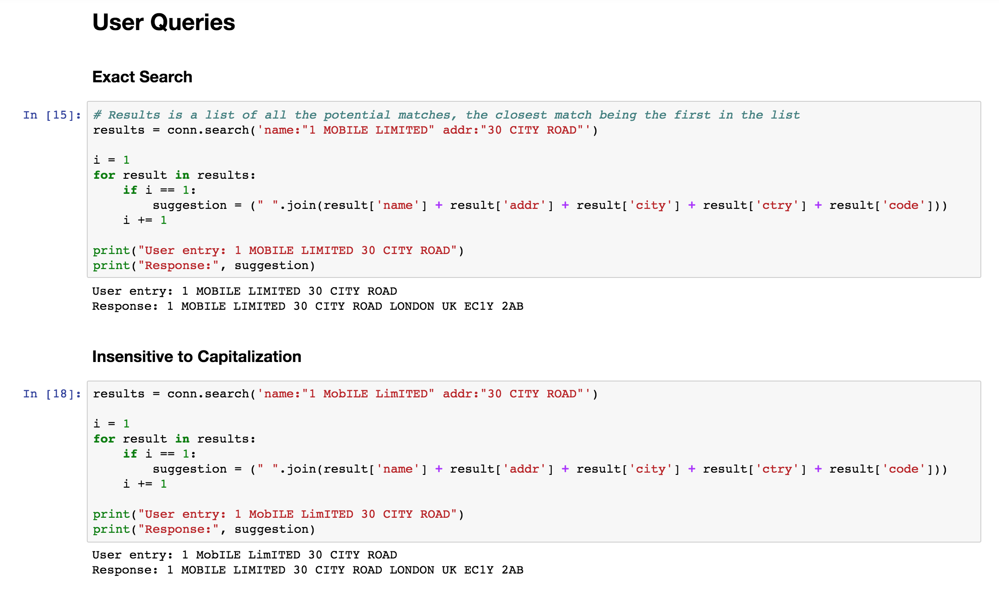 User Queries
Exact Search
In [15]:
# Results is a list of all the potential matches, the closest match being the first in the list
results = conn.search('name:"1 MOBILE LIMITED" addr:"30 CITY ROAD"')
i = 1
for result in results:
    if i == 1:
        suggestion = (" ".join(result['name'] + result['addr'] + result['city'] + result['ctry'] + result['code']))
    i += 1
print("User entry: 1 MOBILE LIMITED 30 CITY ROAD")
print("Response:", suggestion)
User entry: 1 MOBILE LIMITED 30 CITY ROAD
Response: 1 MOBILE LIMITED 30 CITY ROAD LONDON UK EC1Y 2AB
Insensitive to Capitalization
In [18]:
results = conn.search('name:"1 MobILE LimITED" addr:"30 CITY ROAD"')
i = 1
for result in results:
    if i == 1:
        suggestion = (" ".join(result['name'] + result['addr'] + result['city'] + result['ctry'] + result['code']))
    i += 1
print("User entry: 1 MobILE LimITED 30 CITY ROAD")
print("Response:", suggestion)
User entry: 1 MobILE LimITED 30 CITY ROAD
Response: 1 MOBILE LIMITED 30 CITY ROAD LONDON UK EC1Y 2AB